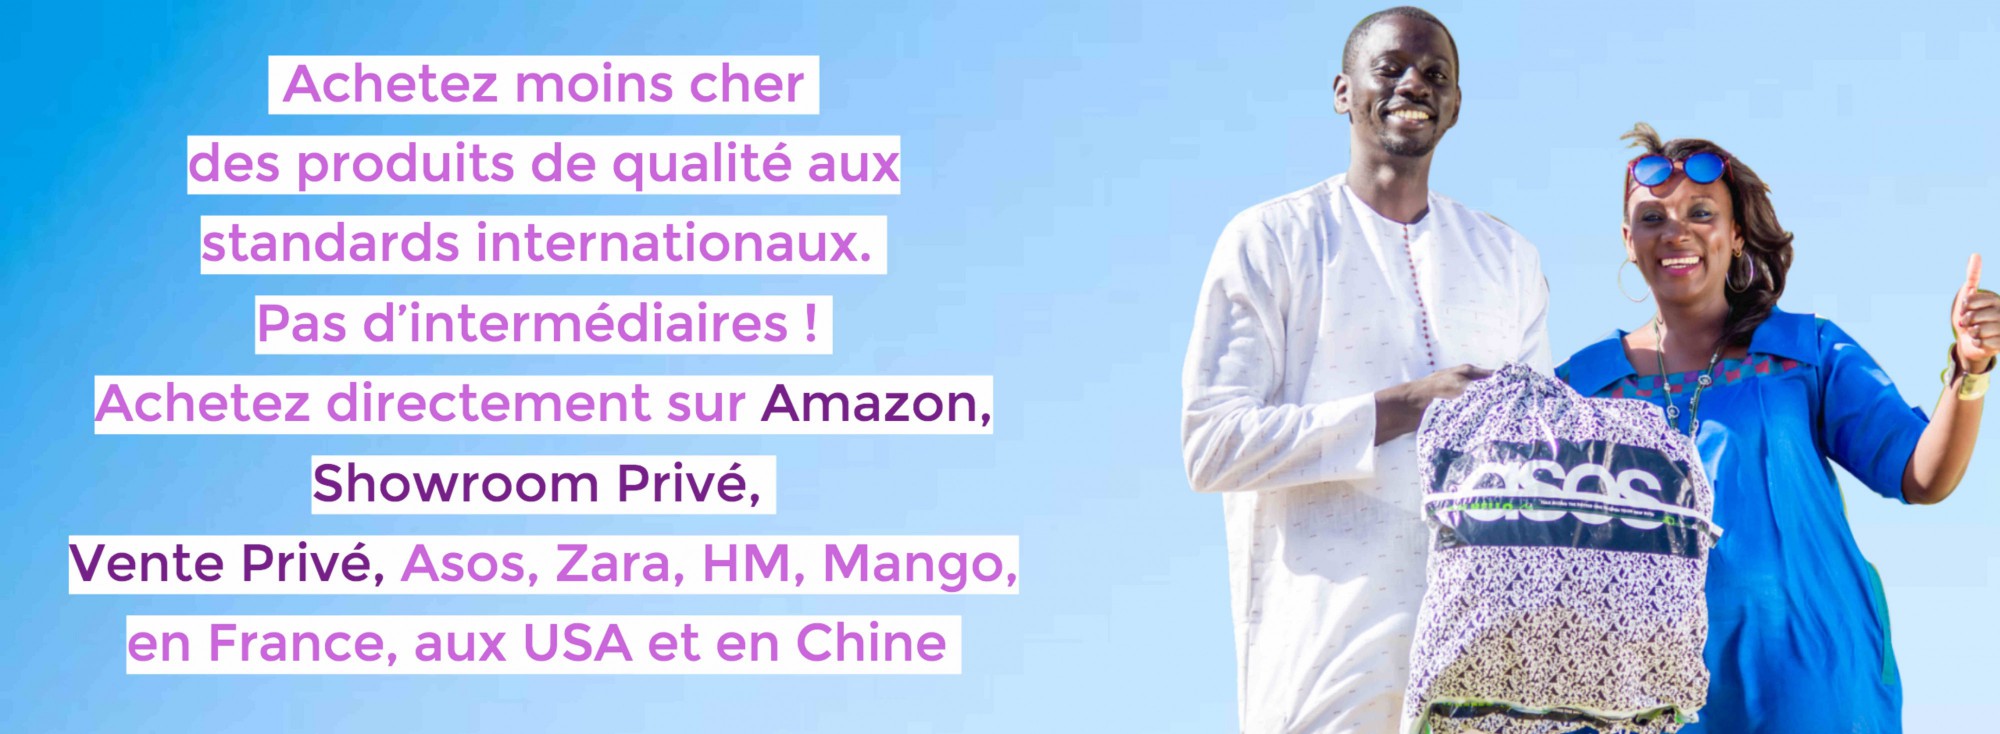 Achetez moins cher
des produits de qualité aux
standards internationaux.
Pas d'intermédiaires !
Achetez directement sur Amazon,
Showroom Privé,
Vente Privé, Asos, Zara, HM, Mango,
en France, aux USA et en Chine
asos